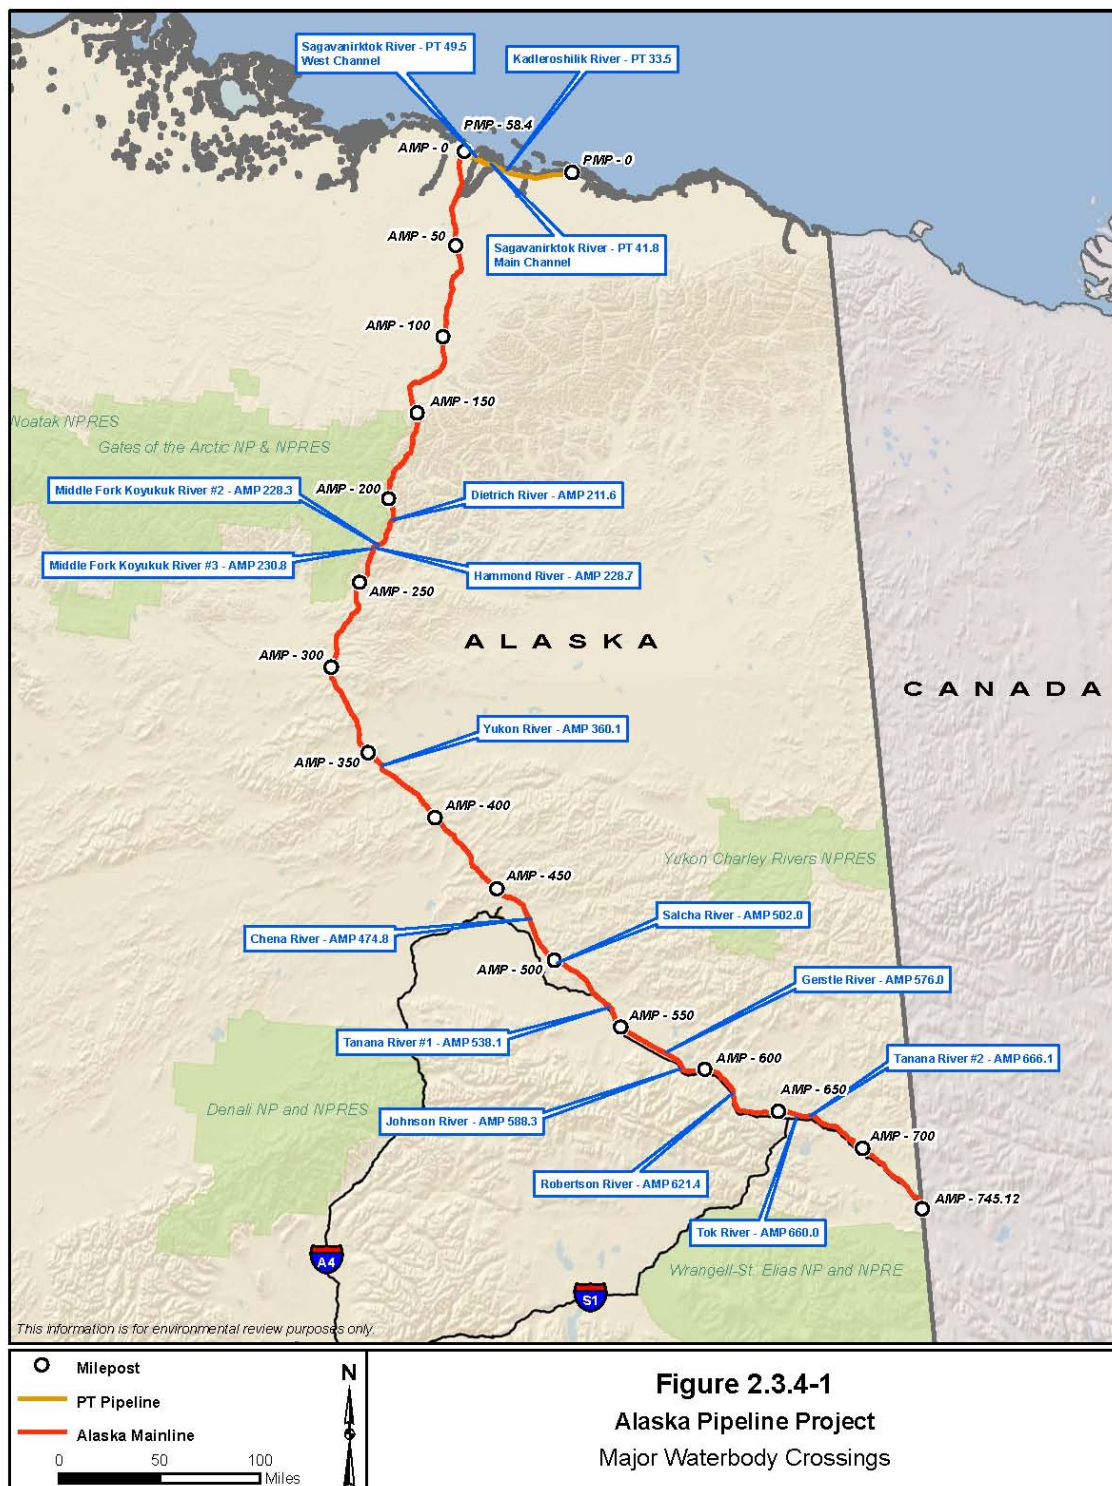 Sagavanirktok River - PT 49.5
West Channel
Kadleroshilik River - PT 33.5
PMP - 58.4
AMP - 0
PMP - 0
AMP - 50
Sagavanirktok River - PT 41.8
Main Channel
AMP - 100
AMP - 150
Noatak NPRES
Gates of the Arctic NP & NPRES
Middle Fork Koyukuk River #2 - AMP 228.3
AMP - 200
Dietrich River - AMP 211.6
Middle Fork Koyukuk River #3 - AMP 230.8
Hammond River - AMP 228.7
AMP - 250
ALASKA
AMP - 300
CANADA
Yukon River - AMP 360.1
AMP - 350
AMP - 400
Yukon Charley Rivers NPRES
AMP - 450
Salcha River - AMP 502.0
Chena River - AMP 474.8
AMP - 500
Gerstle River - AMP 576.0
AMP - 550
Tanana River #1 - AMP 538.1
Tanana River #2 - AMP 666.1
AMP - 600
AMP - 650
Denali NP and NPRES
Johnson River - AMP 588.3
AMP - 700
Robertson River - AMP 621.4
AMP - 745.12
Tok River - AMP 660.0
A4
Wrangell-St. Elias NP and NPRE
S1
This information is for environmental review purposes only.
Milepost
PT Pipeline
Alaska Mainline
0 50 100
Miles
N
Figure 2.3.4-1
Alaska Pipeline Project
Major Waterbody Crossings